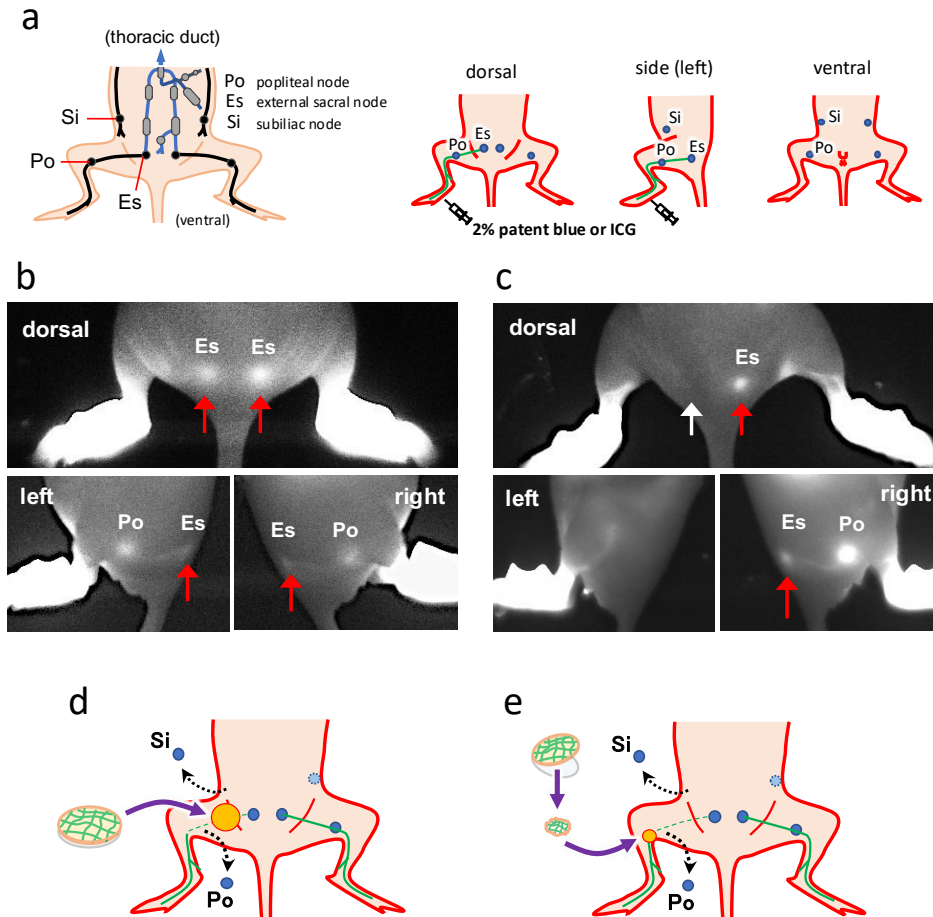 a
(thoracic duct)
Po popliteal node
Es external sacral node
Si subiliac node
Si
Po
Es
(ventral)
dorsal
side (left)
ventral
Po
Es
Si
Po
Es
Si
Po
2% patent blue or ICG
b
dorsal
Es
Es
left
Po
Es
right
Es
Po
c
dorsal
Es
left
right
Es
Po
d
Si
Po
e
Si
Po